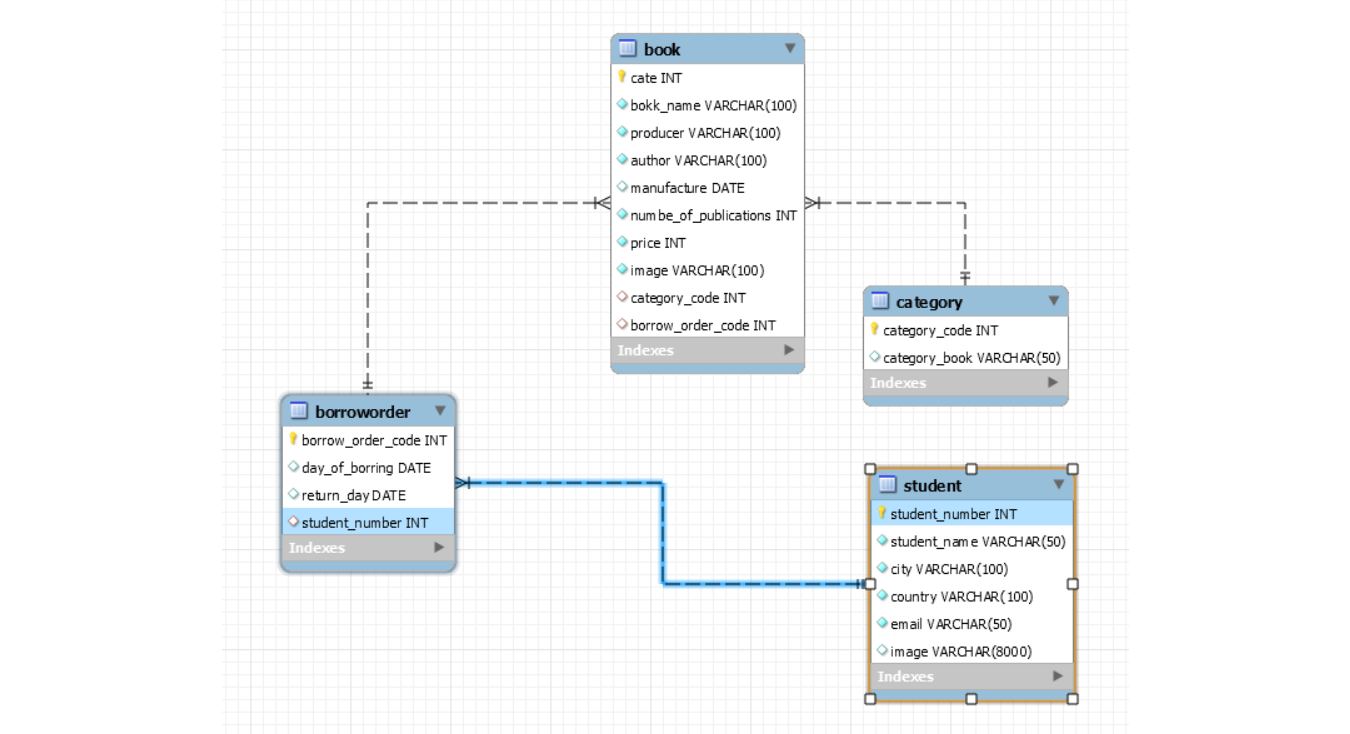 book
cate INT
bokk_name VARCHAR(100)
producer VARCHAR(100)
author VARCHAR(100)
manufacture DATE
numbe_of_publications INT
price INT
image VARCHAR(100)
category_code INT
borrow_order_code INT
Indexes
category
category_code INT
category_book VARCHAR(50)
Indexes
borroworder
borrow_order_code INT
day_of_borring DATE
return_day DATE
student_number INT
Indexes
student
student_number INT
student_name VARCHAR(50)
city VARCHAR(100)
country VARCHAR(100)
email VARCHAR(50)
image VARCHAR(8000)
Indexes